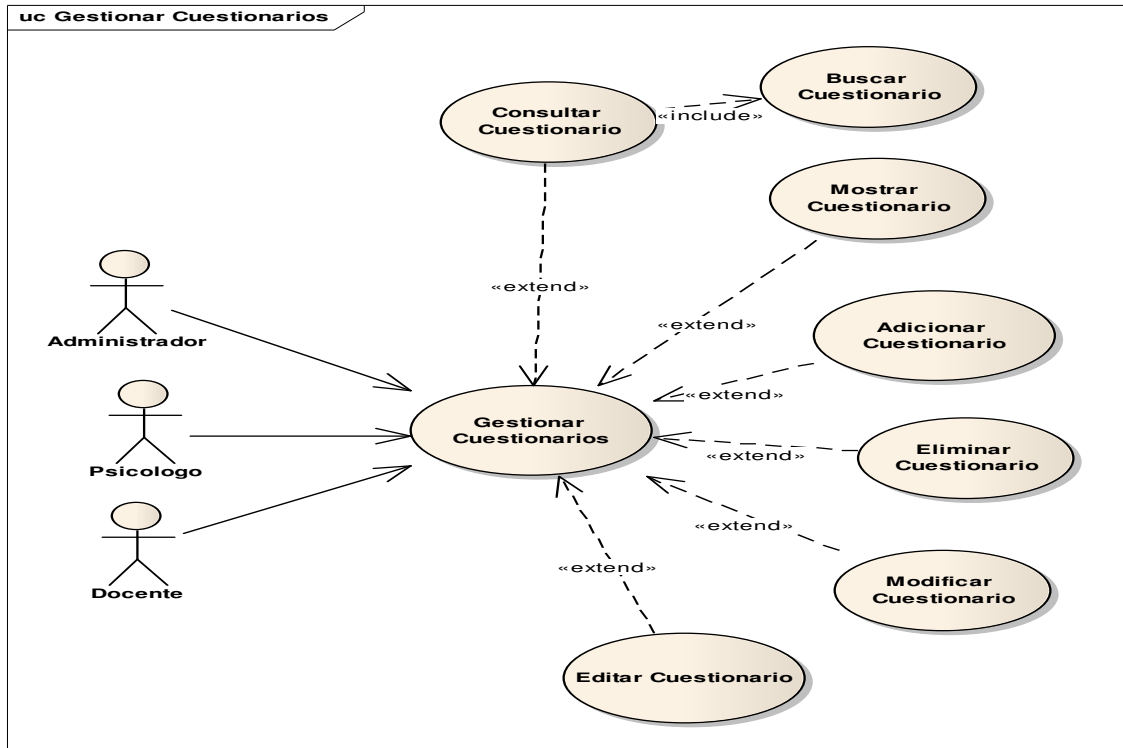 uc Gestionar Cuestionarios
Buscar
Cuestionario
Consultar
Cuestionario
«include»
Mostrar
Cuestionario
«extend»
Administrador
«extend»
Adicionar
Cuestionario
«extend»
Gestionar
Cuestionarios
Psicologo
Eliminar
Cuestionario
«extend»
«extend»
Docente
Modificar
Cuestionario
«extend»
Editar Cuestionario